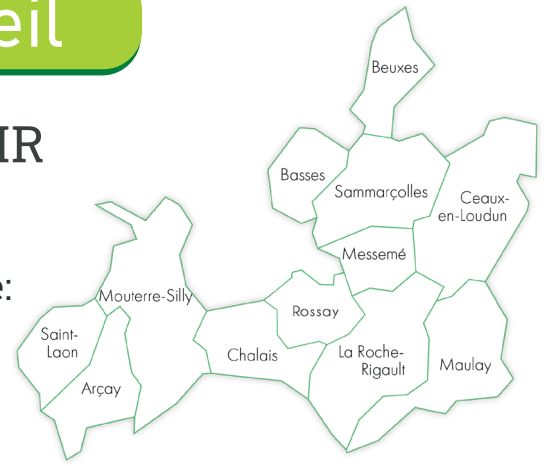 eil
IR
e:
Beuxes
Basses
Sammarçolles
Ceaux-
en-Loudun
Messemé
Mouterre-Silly
Rossay
Saint-
Laon
Chalais
La Roche-
Rigault
Maulay
Arçay